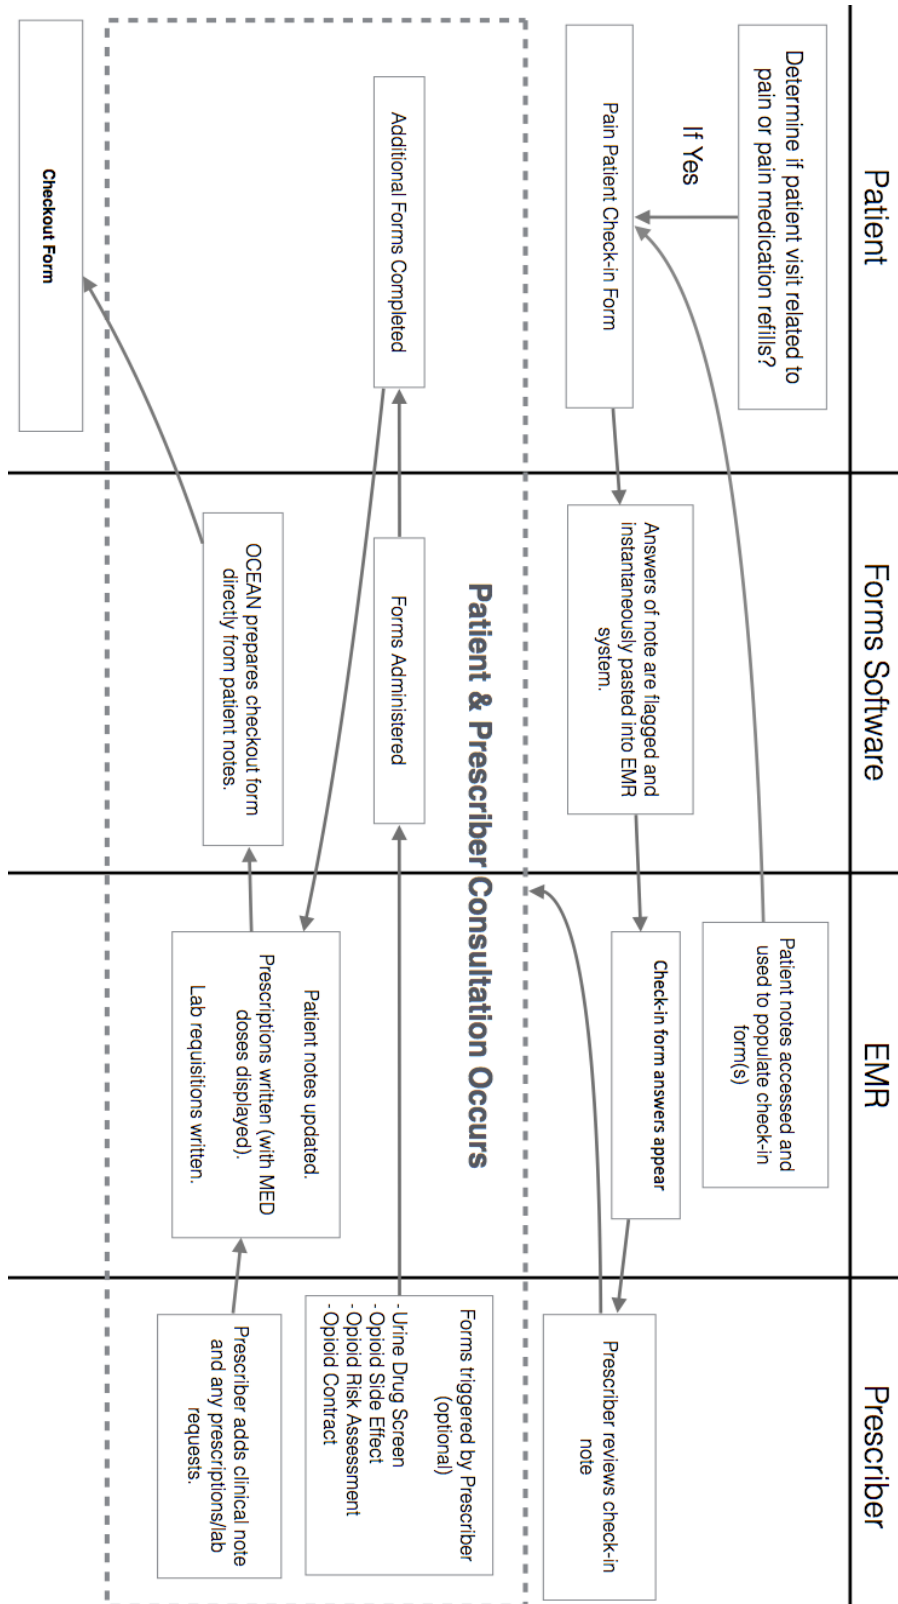 Patient
Forms Software
EMR
Prescriber
Determine if patient visit related to
pain or pain medication refills?
If Yes
Pain Patient Check-in Form
Patient notes accessed and
used to populate check-in
form(s)
Answers of note are flagged and
instantaneously pasted into EMR
system.
Check-in form answers appear
Prescriber reviews check-in
note
Patient & Prescriber Consultation Occurs
Forms triggered by Prescriber
(optional)
- Urine Drug Screen
- Opioid Side Effect
- Opioid Risk Assessment
- Opioid Contract
Forms Administered
Additional Forms Completed
Patient notes updated.
Prescriptions written (with MED
doses displayed).
Lab requisitions written.
Prescriber adds clinical note
and any prescriptions/lab
requests.
OCEAN prepares checkout form
directly from patient notes.
Checkout Form